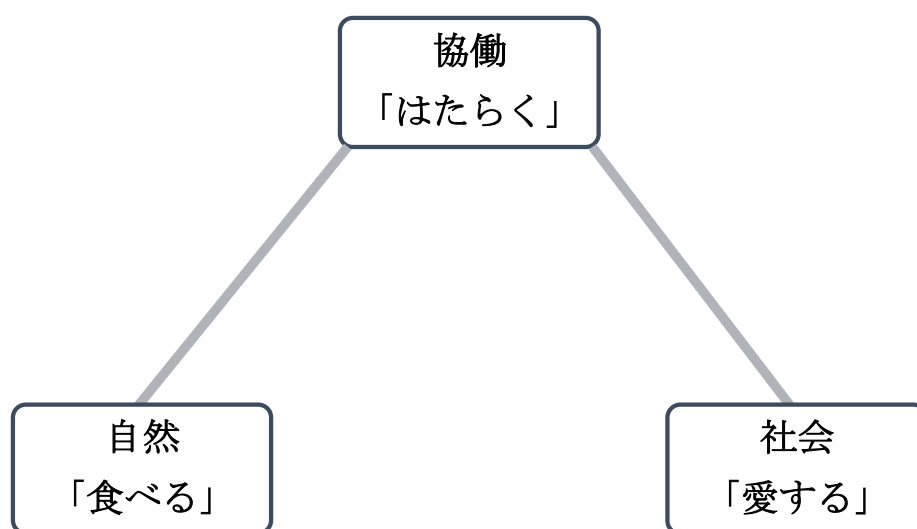 協働
「はたらく」
自然
「食べる」
社会
「愛する」